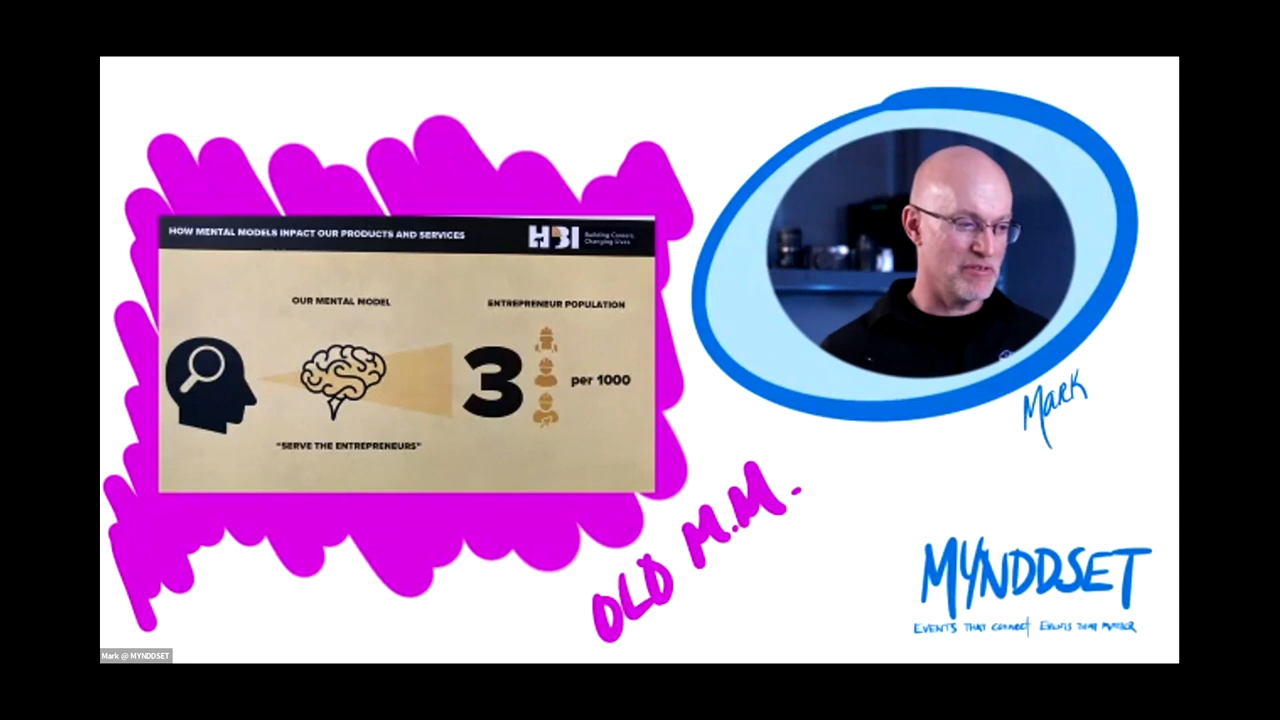 HOW MENTAL MODELS INPACT OUR PRODUCTS AND SERVICES
HBI
Building Careers
Changing Lives
OUR MENTAL MODEL
ENTREPRENEUR POPULATION
3
per 1000
"SERVE THE ENTREPRENEURS"
Mark
OLD M.M.
MYNDDSET
EVENTS THAT CONNECT EVENTS THAT MATTER
Mark @ MYNDDSET